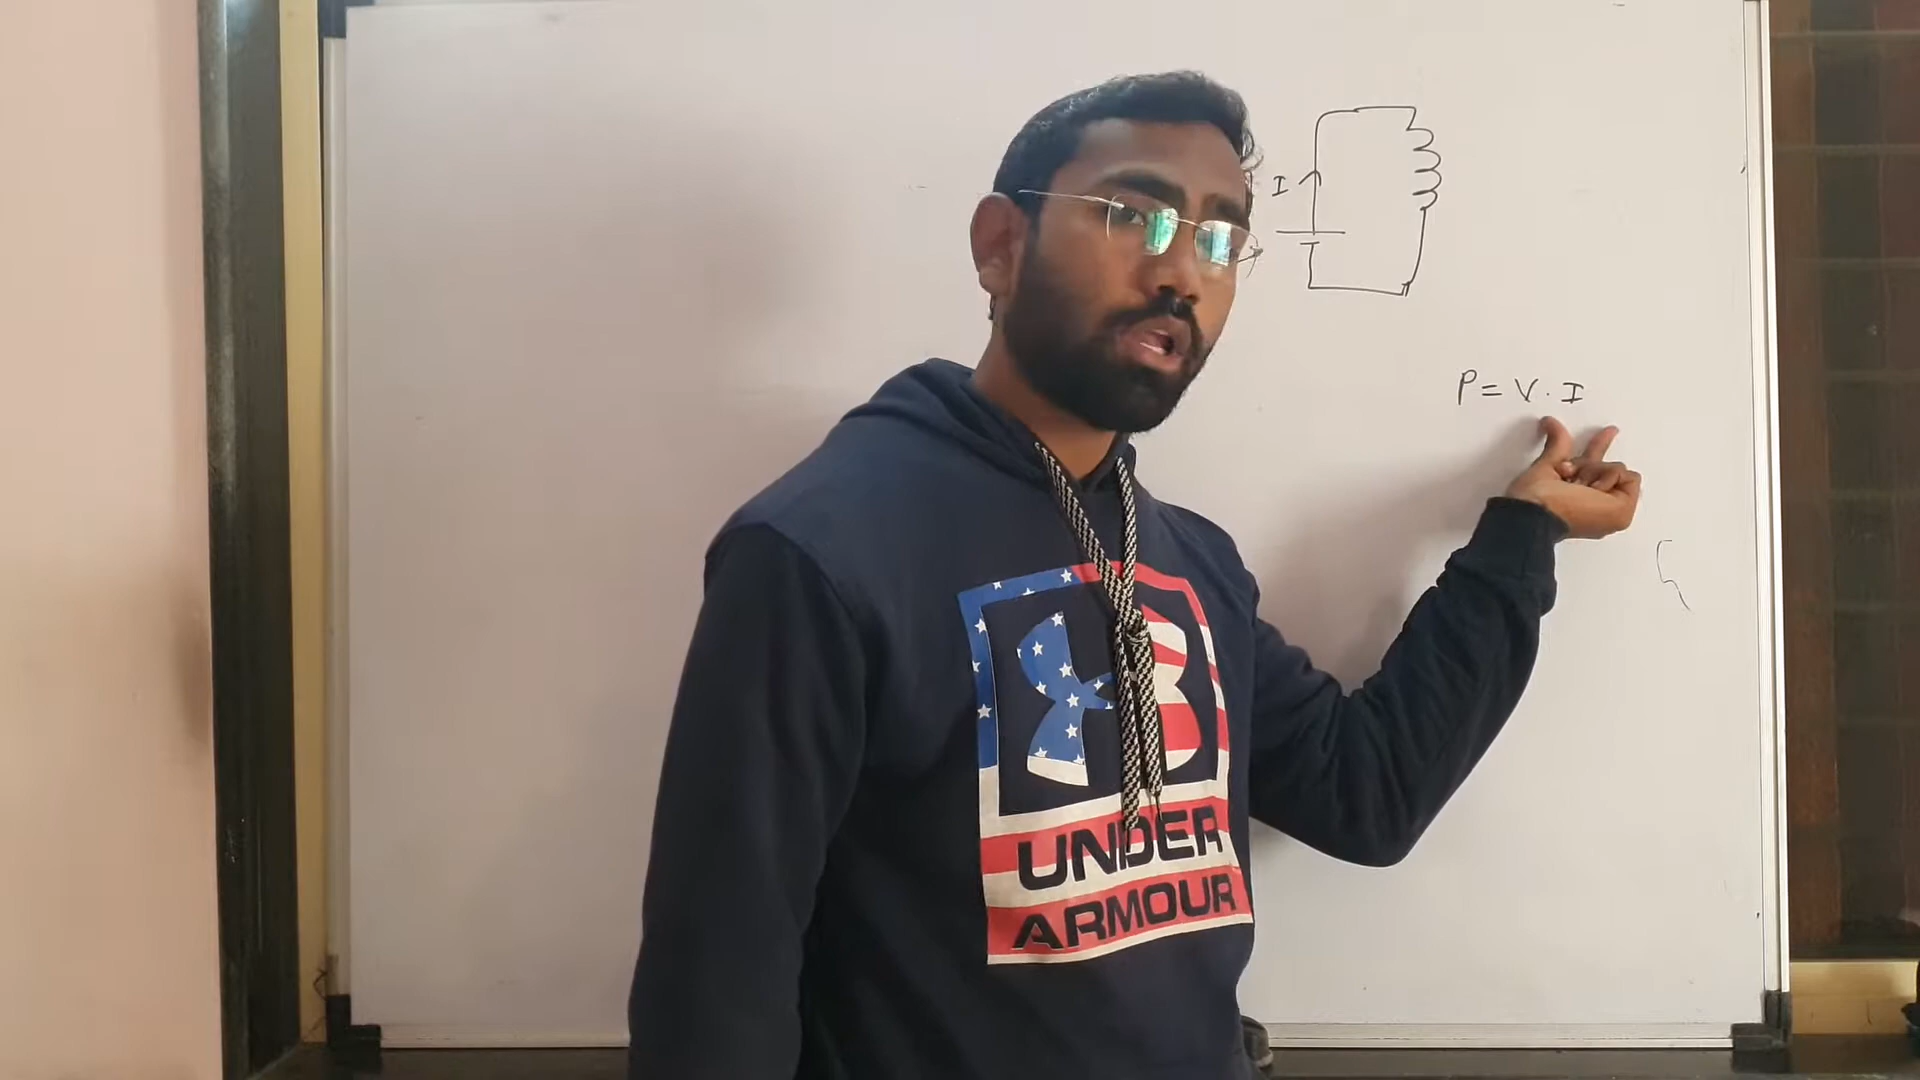 I
P = V · I
UNDER
ARMOUR